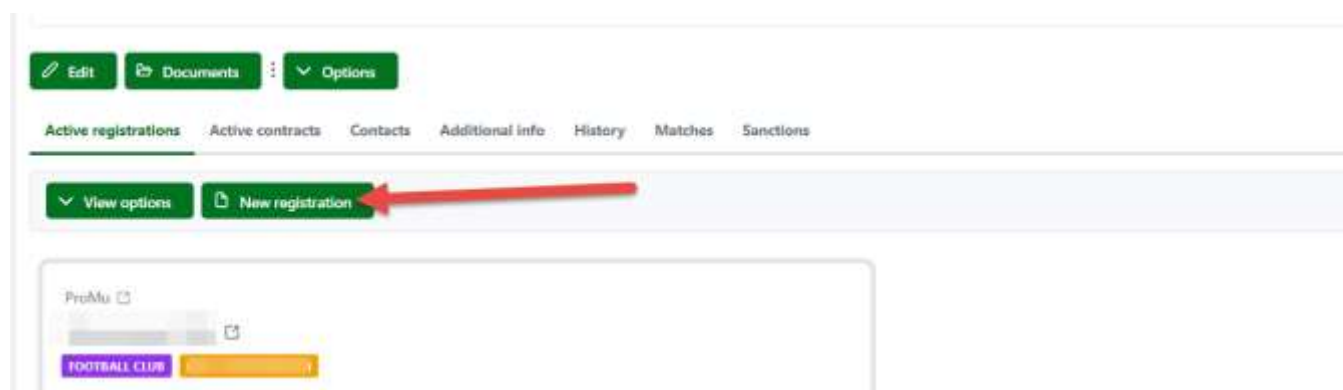 Edit Documents Options
Active registrations Active contracts Contacts Additional info History Matches Sanctions
View options New registration
ProMu
FOOTBALL CLUB